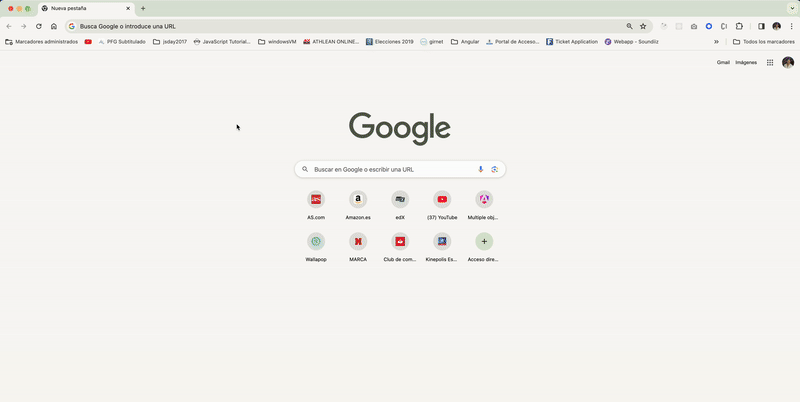 Nueva pestaña
Busca Google o introduce una URL
Marcadores administrados
PFG Subtitulado
jsday2017
JavaScript Tutorial...
windowsVM
ATHLEAN ONLINE...
Elecciones 2019
girnet
Angular
Portal de Acceso...
Ticket Application
Webapp - Soundiiz
Todos los marcadores
Gmail
Imágenes
Google
Buscar en Google o escribir una URL
AS.com
Amazon.es
edX
(37) YouTube
Multiple obj...
Wallapop
MARCA
Club de com...
Kinepolis Es...
Acceso dire...